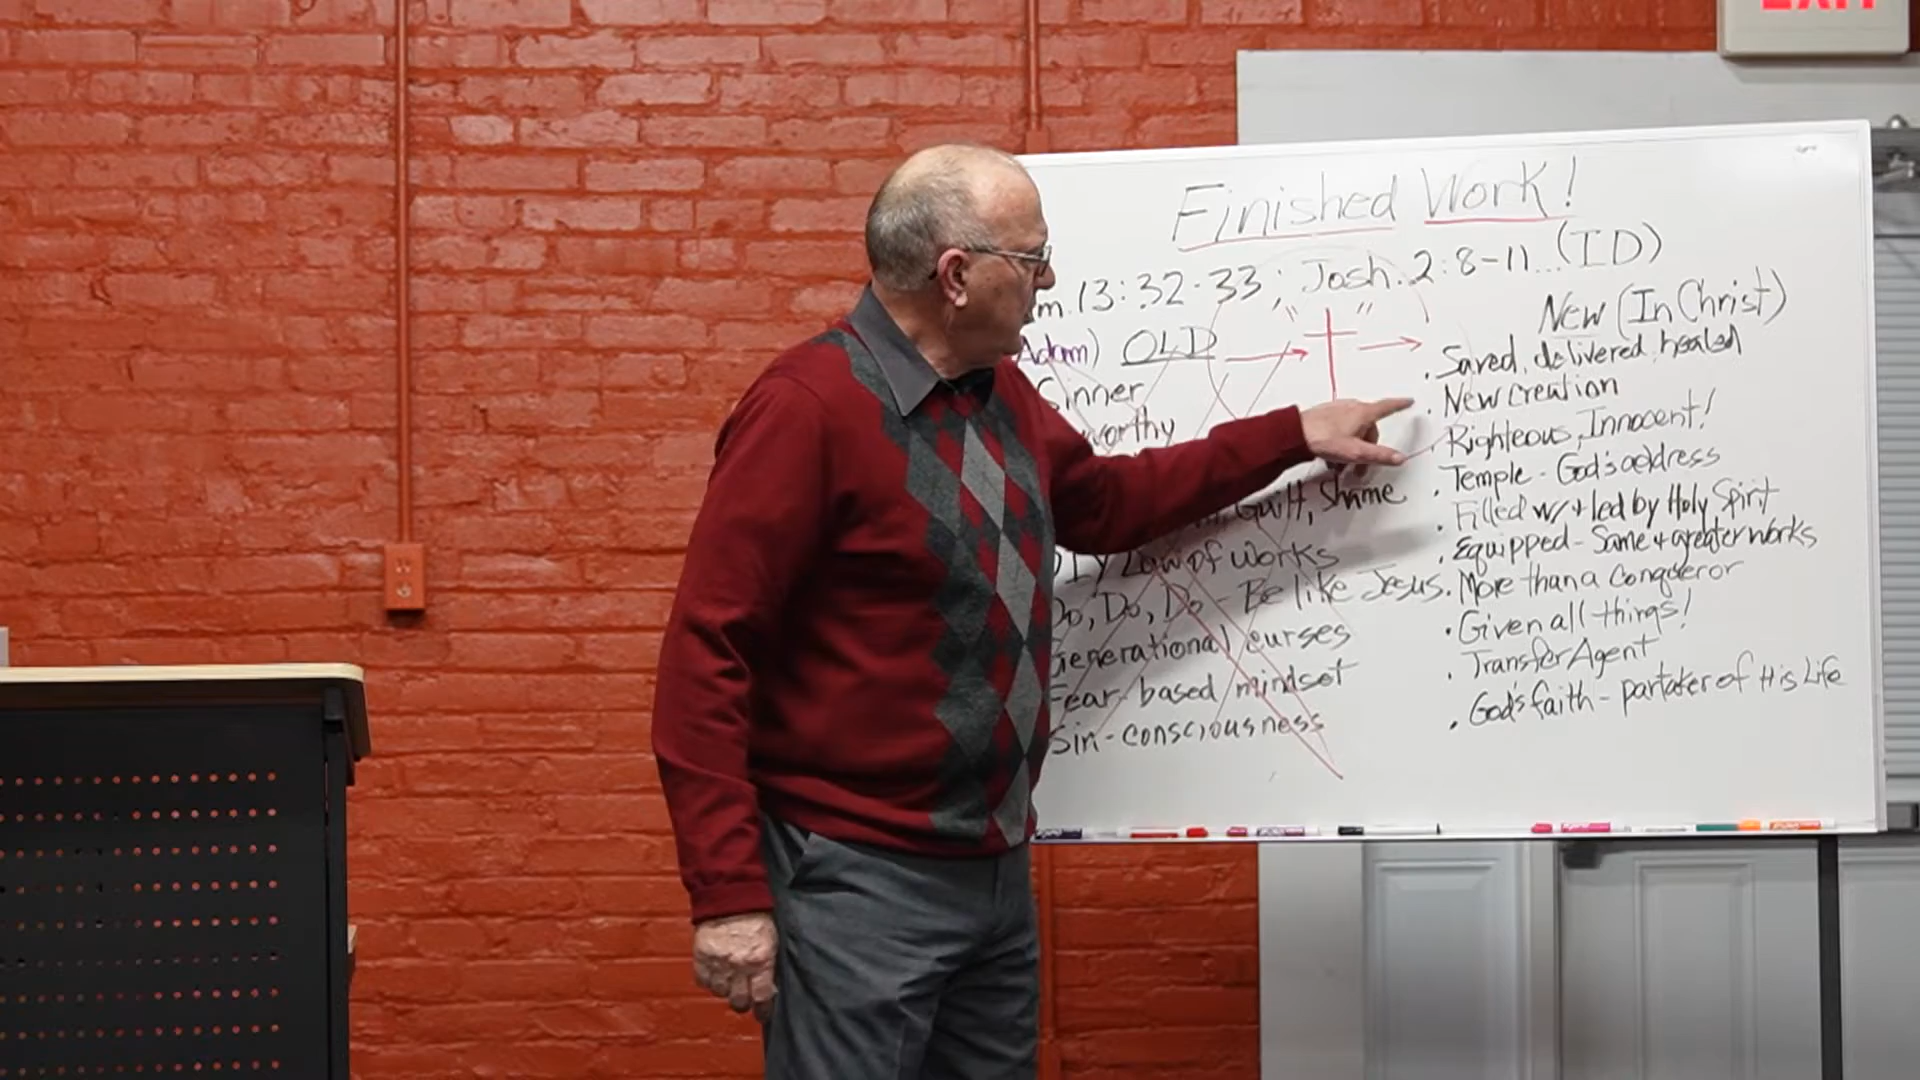 EXIT
Finished Work!
m. 13:32-33; Josh. 2:8-11... (ID)
Adam) OLD
Sinner
worthy
Guilt, Shame
DIY Law of Works
Do, Do, Do - Be like Jesus
Generational curses
Fear-based mindset
Sin-consciousness
New (In Christ)
. Saved, delivered, healed
. New Creation
. Righteous, Innocent!
. Temple - God's address
. Filled w/ + led by Holy Spirit
. Equipped - Same + greater works
. More than a Conqueror
. Given all things!
. Transfer Agent
. God's faith - partaker of His Life